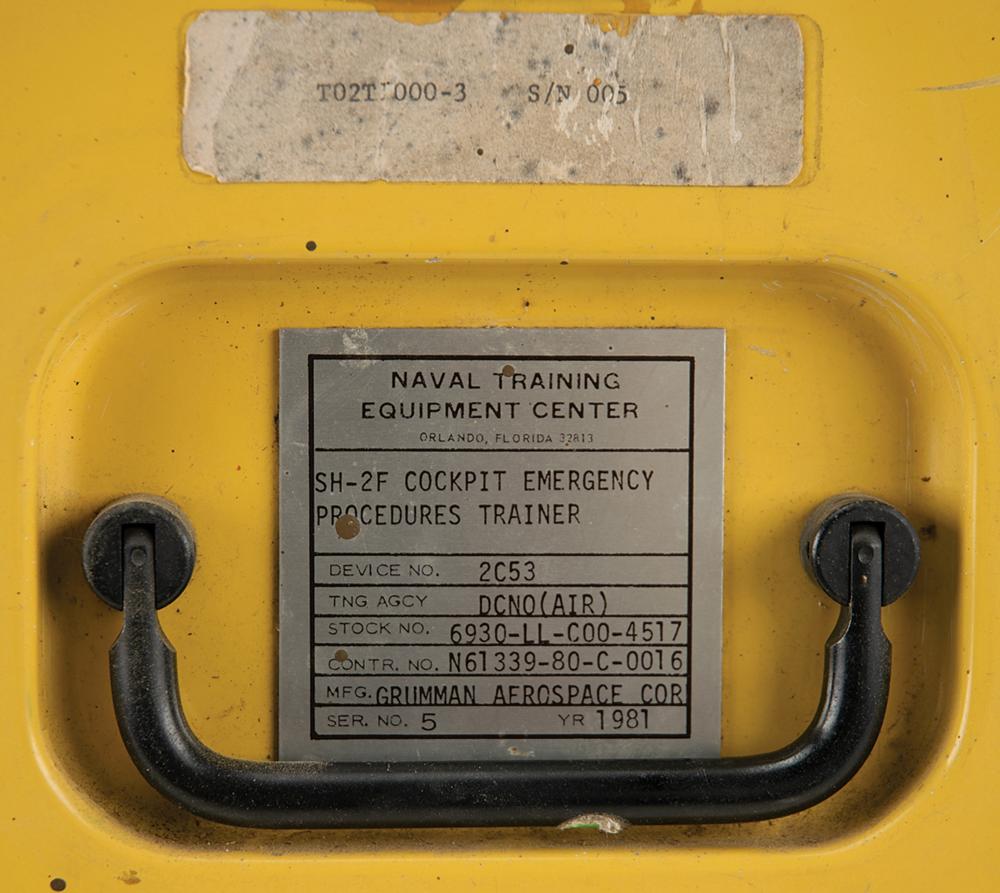 S/N 005
NAVAL TRAINING
EQUIPMENT CENTER
ORLANDO, FLORIDA 32813
SH-2F COCKPIT EMERGENCY
PROCEDURES TRAINER
DEVICE NO. 2C53
TNG AGCY DCNO(AIR)
STOCK NO. 6930-LL-C00-4517
CONTR. NO. N61339-80-C-0016
MFG. GRUMMAN AEROSPACE COR
SER. NO. 5 YR 1981